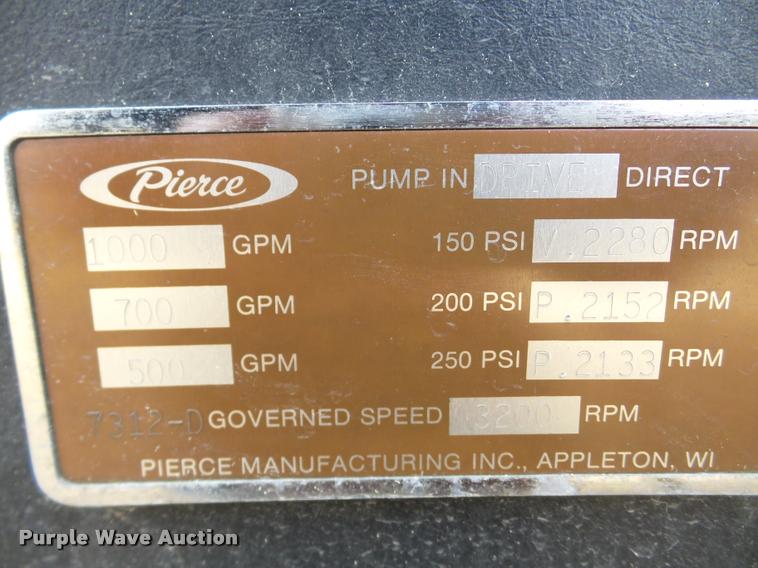 Pierce PUMP IN DRIVE DIRECT
1000 GPM 150 PSI V.2280 RPM
700 GPM 200 PSI P.2152 RPM
500 GPM 250 PSI P.2133 RPM
7312-D GOVERNED SPEED 3200 RPM
PIERCE MANUFACTURING INC., APPLETON, WI
Purple Wave Auction